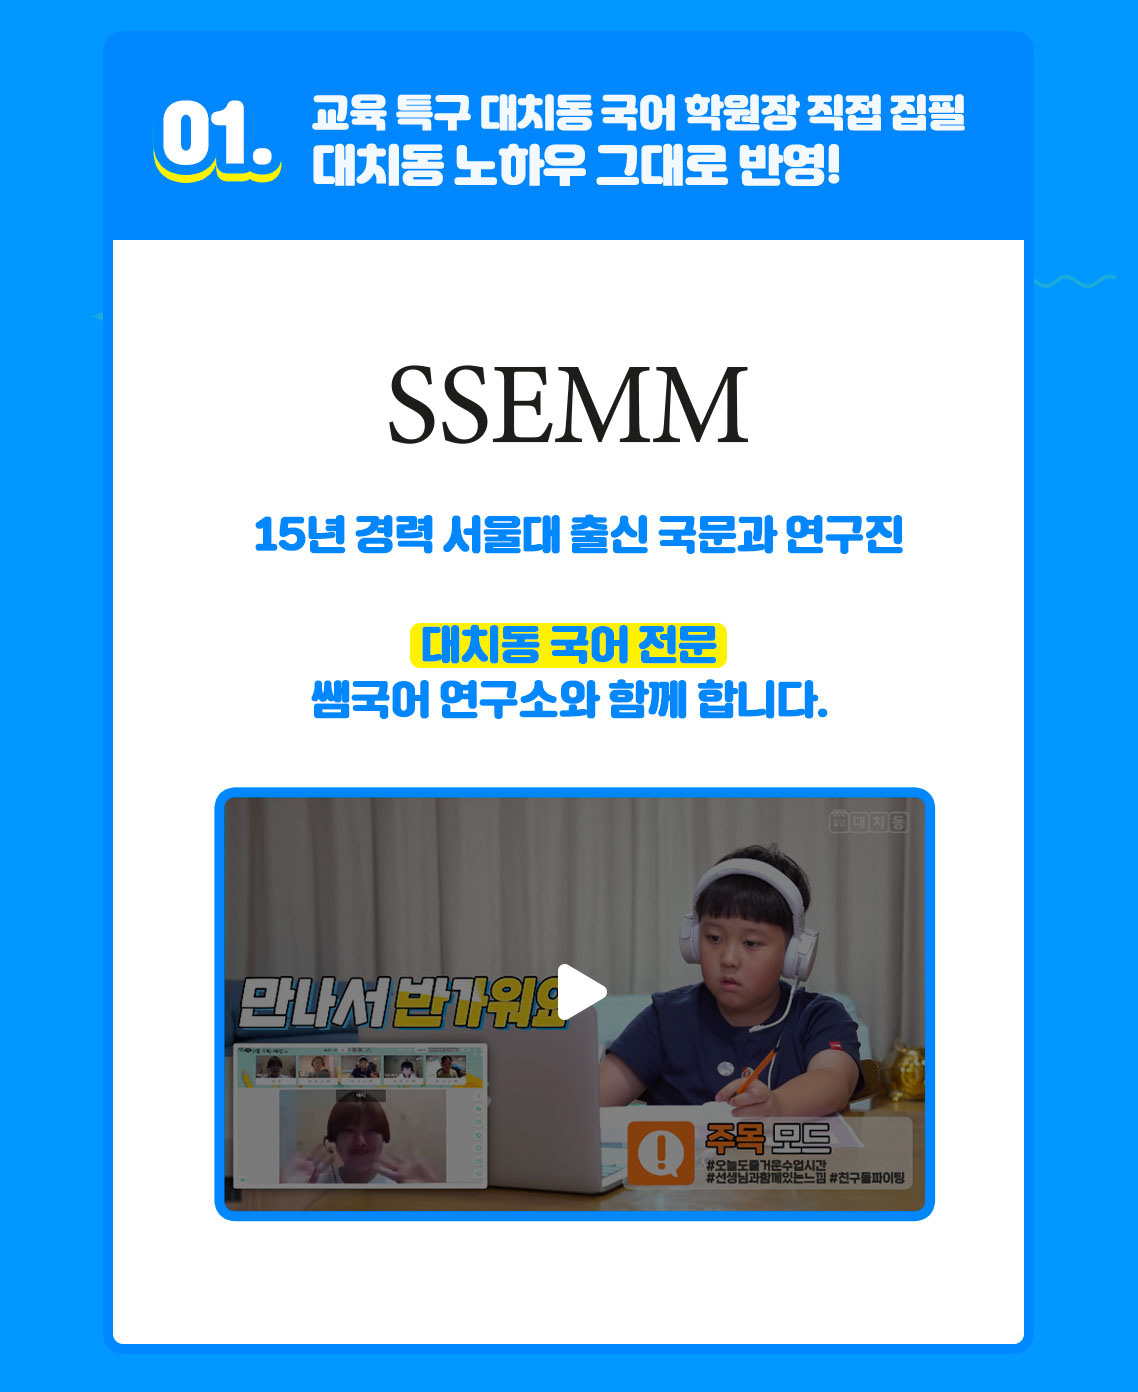 01.
교육 특구 대치동 국어 학원장 직접 집필
대치동 노하우 그대로 반영!
SSEMM
15년 경력 서울대 출신 국문과 연구진
대치동 국어 전문
쌤국어 연구소와 함께 합니다.
대치동
만나서 반가워요
주목 모드
#오늘도즐거운수업시간
#선생님과함께있는느낌 #친구들파이팅